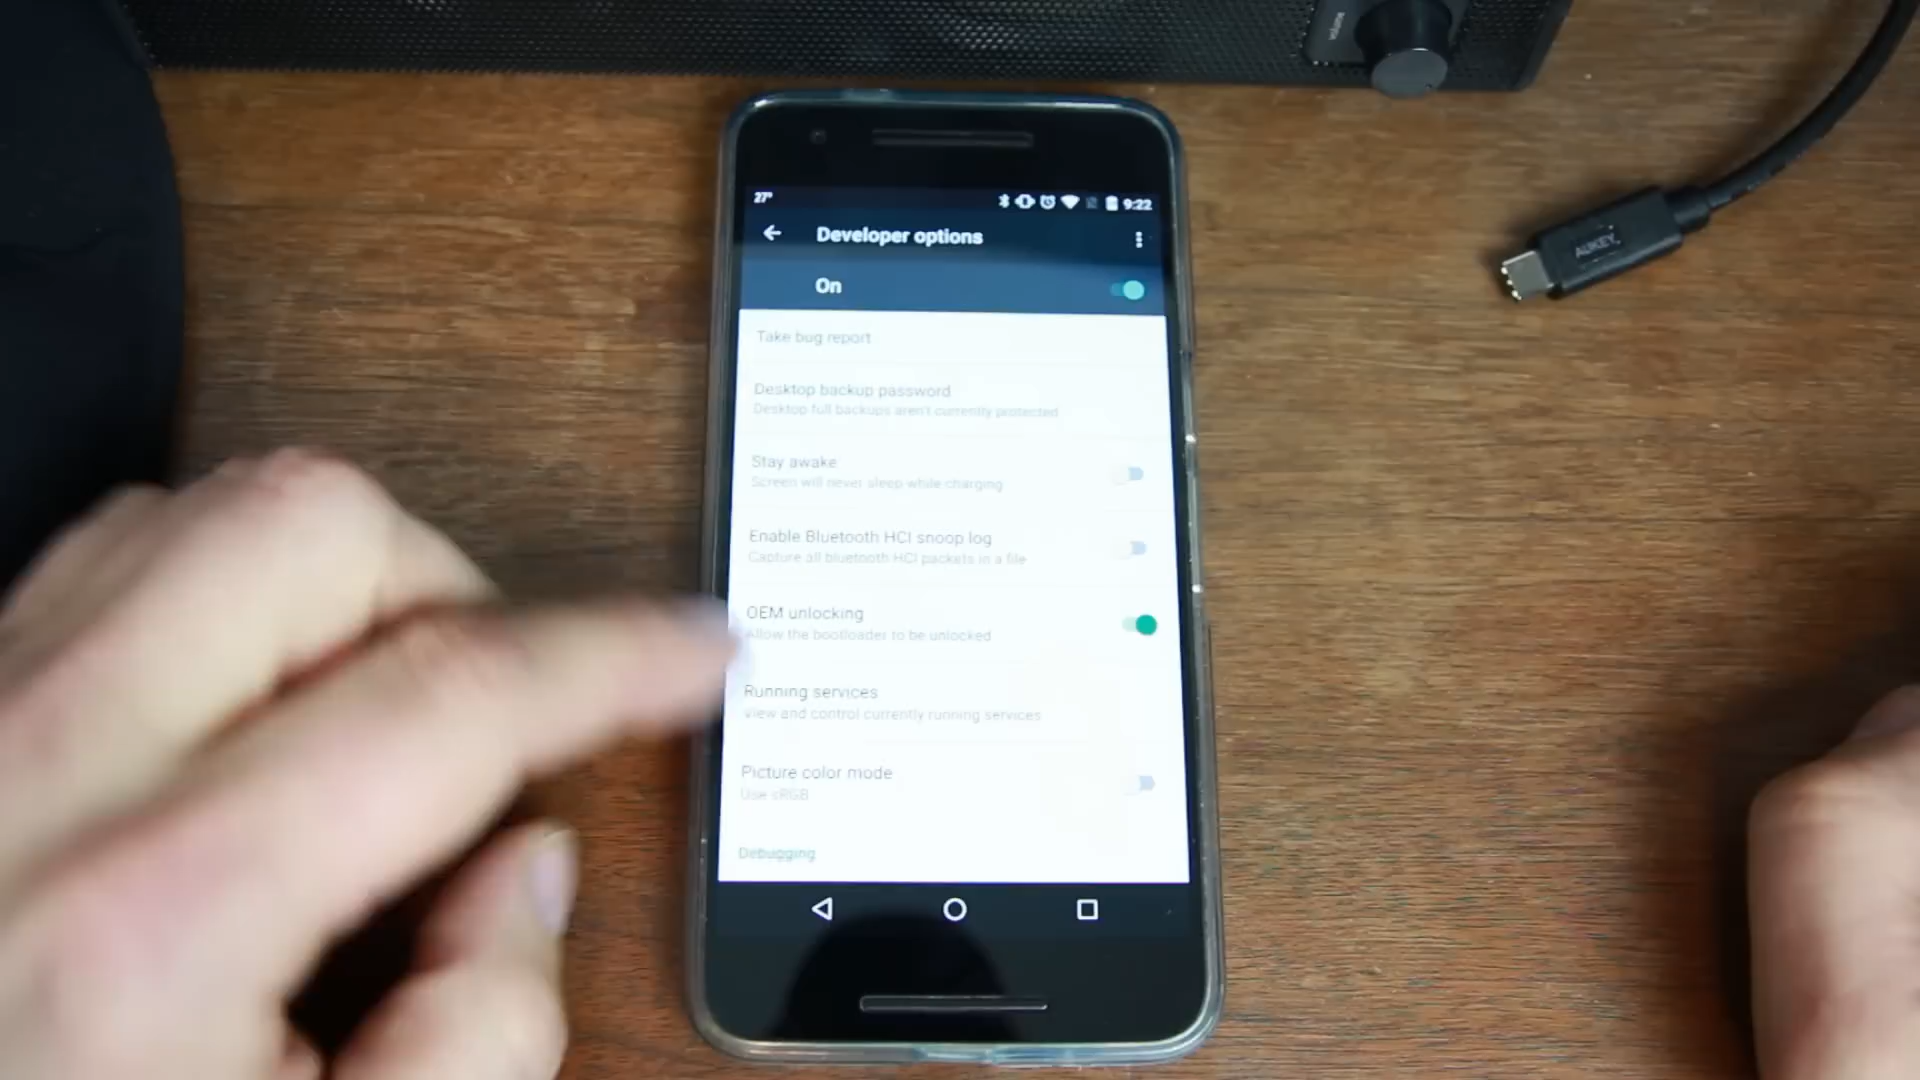 volume
AUKEY
27°
9:22
Developer options
On
Take bug report
Desktop backup password
Desktop full backups aren't currently protected
Stay awake
Screen will never sleep while charging
Enable Bluetooth HCI snoop log
Capture all bluetooth HCI packets in a file
OEM unlocking
Allow the bootloader to be unlocked
Running services
View and control currently running services
Picture color mode
Use sRGB
Debugging